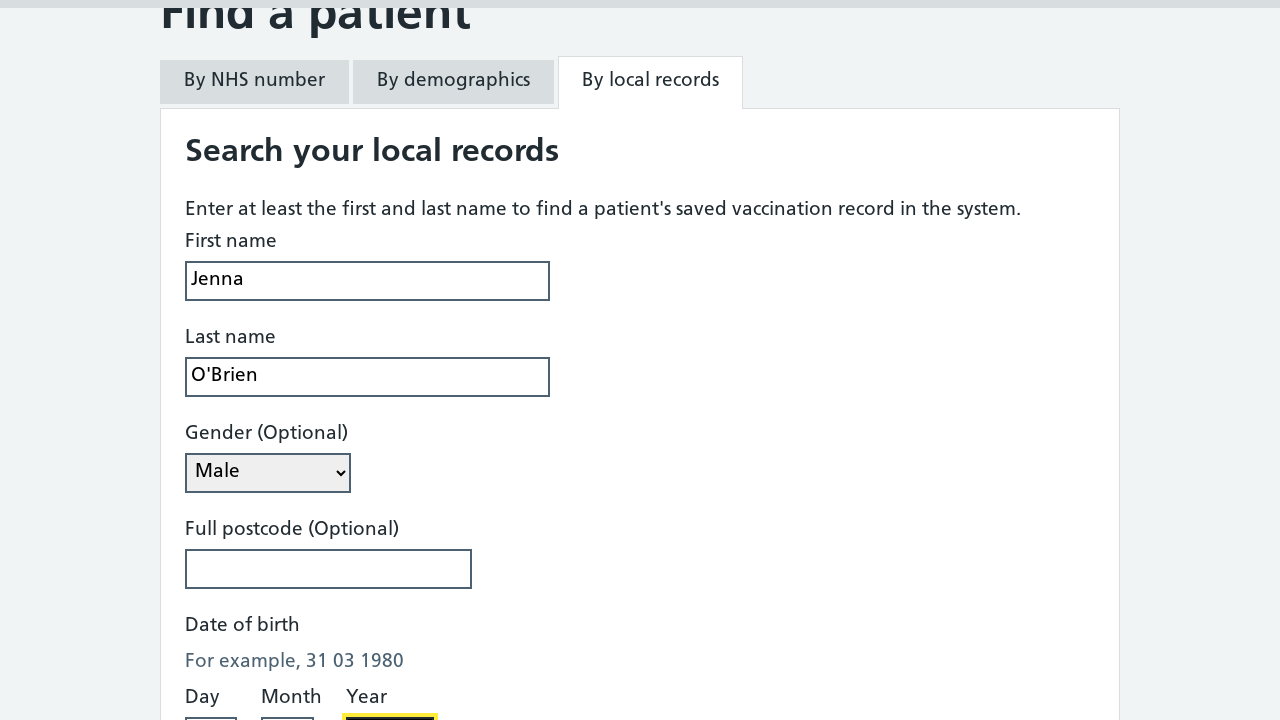 Find a patient
By NHS number
By demographics
By local records
Search your local records
Enter at least the first and last name to find a patient's saved vaccination record in the system.
First name
Jenna
Last name
O'Brien
Gender (Optional)
Male
Full postcode (Optional)
Date of birth
For example, 31 03 1980
Day Month Year